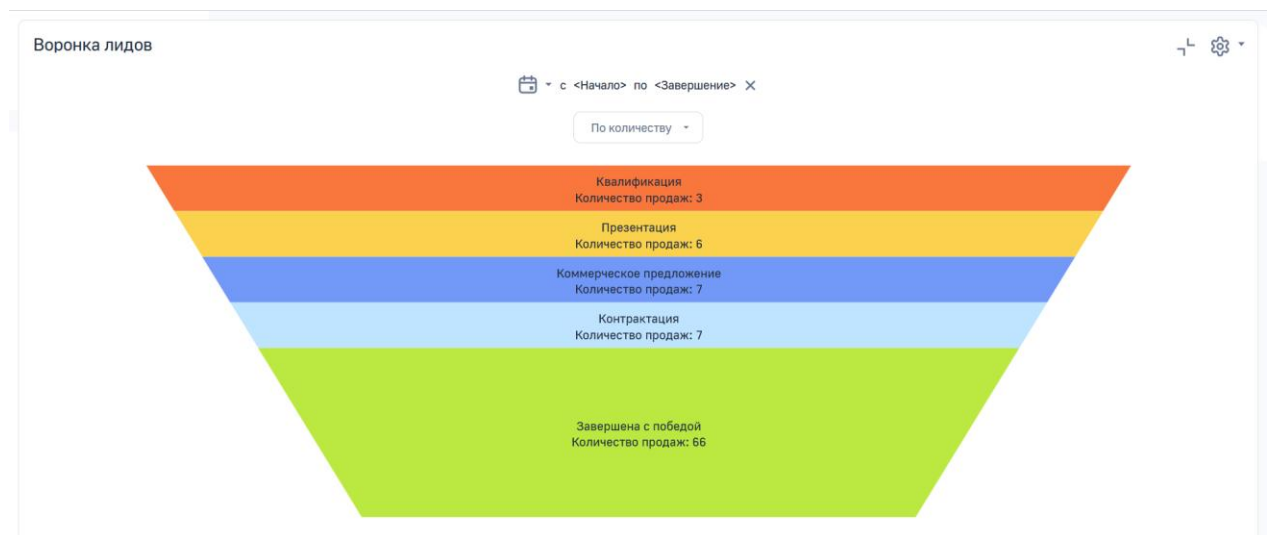 Воронка лидов
с <Начало> по <Завершение>
По количеству
Квалификация
Количество продаж: 3
Презентация
Количество продаж: 6
Коммерческое предложение
Количество продаж: 7
Контрактация
Количество продаж: 7
Завершена с победой
Количество продаж: 66